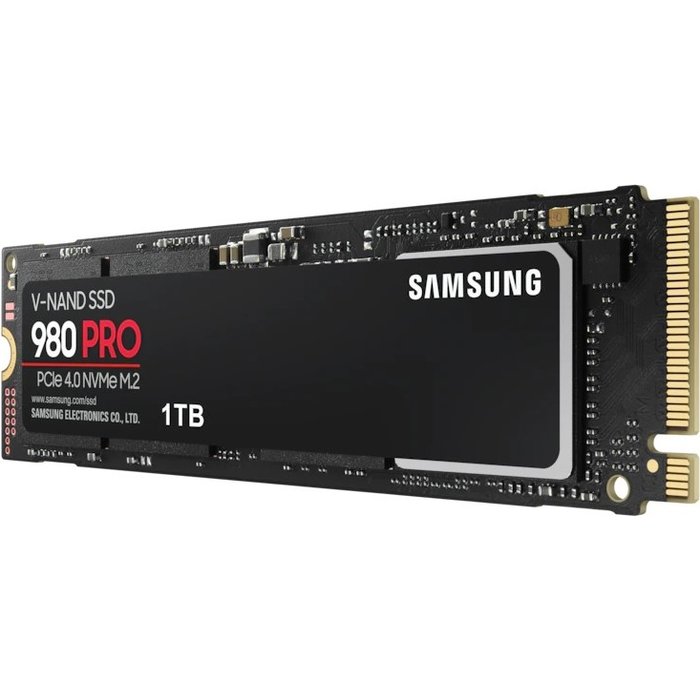 SAMSUNG
V-NAND SSD
980 PRO
PCIe 4.0 NVMe M.2
www.samsung.com/ssd
SAMSUNG ELECTRONICS CO., LTD.
1TB